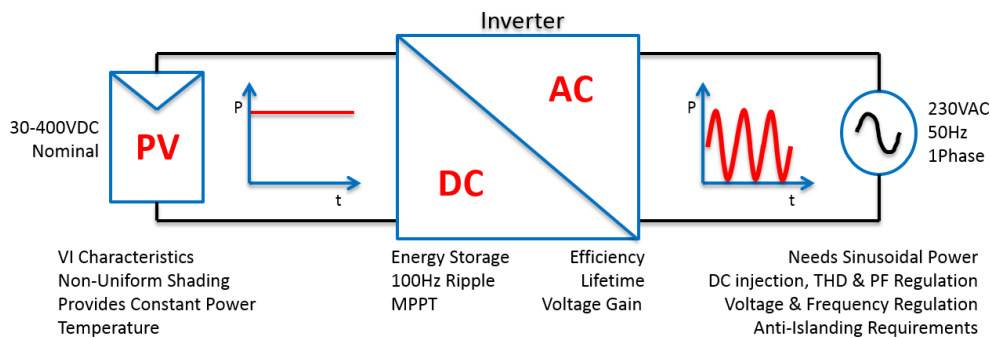 Inverter
30-400VDC
Nominal
PV
P
t
DC
AC
P
t
230VAC
50Hz
1Phase
VI Characteristics
Non-Uniform Shading
Provides Constant Power
Temperature
Energy Storage
100Hz Ripple
MPPT
Efficiency
Lifetime
Voltage Gain
Needs Sinusoidal Power
DC injection, THD & PF Regulation
Voltage & Frequency Regulation
Anti-Islanding Requirements